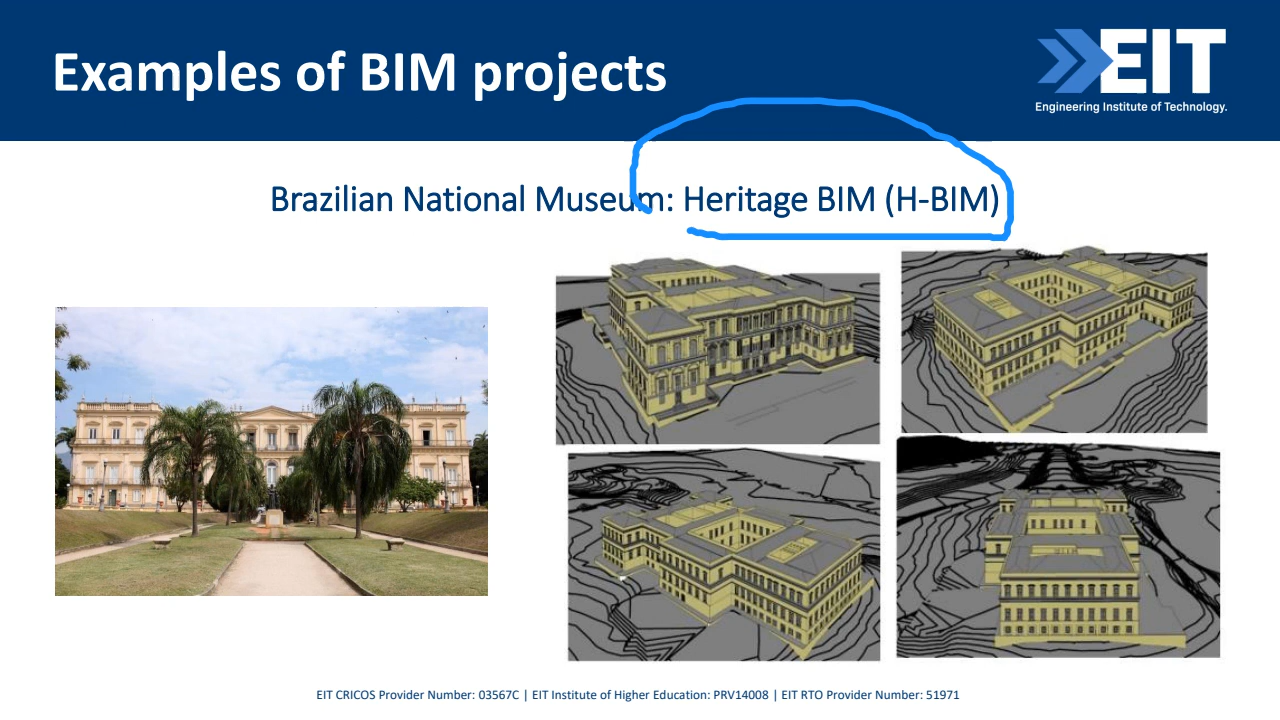 Examples of BIM projects
EIT
Engineering Institute of Technology.
Brazilian National Museum: Heritage BIM (H-BIM)
EIT CRICOS Provider Number: 03567C | EIT Institute of Higher Education: PRV14008 | EIT RTO Provider Number: 51971